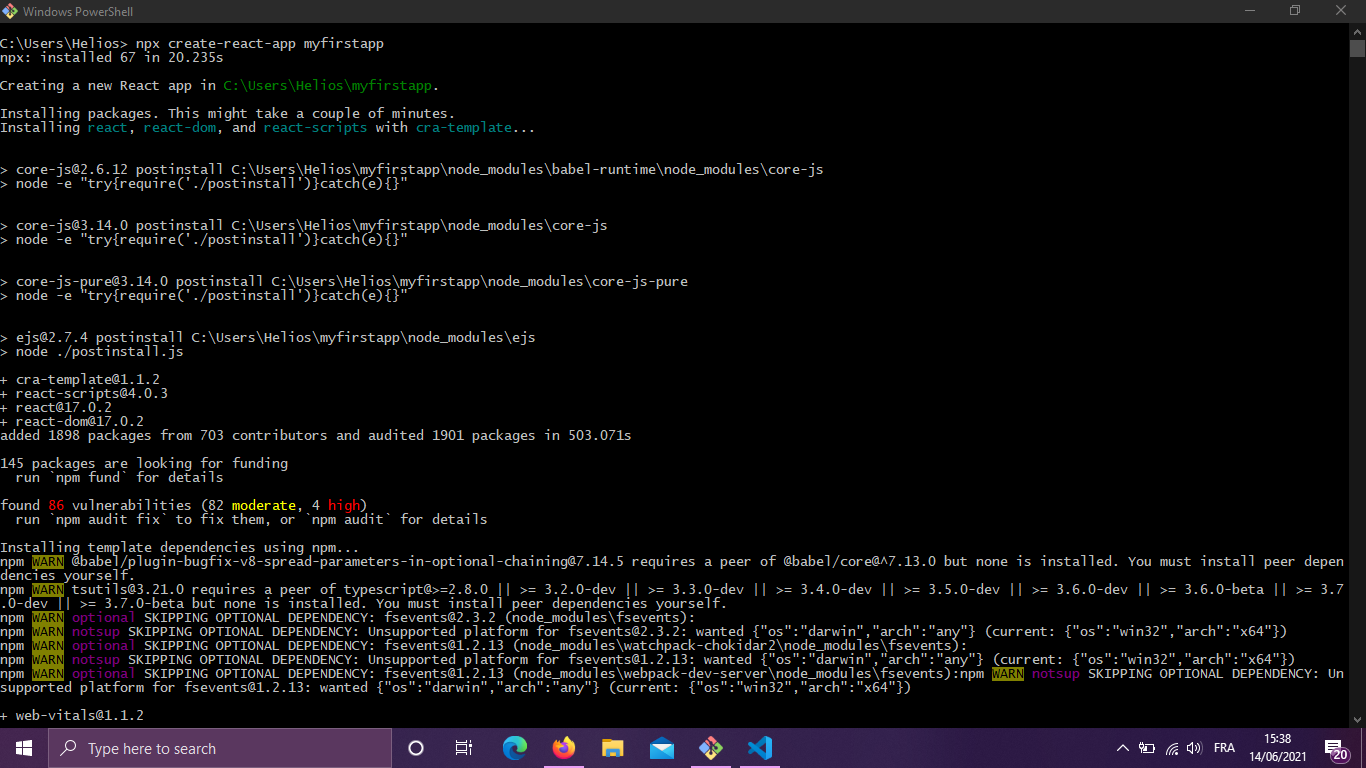 Windows PowerShell
C:\Users\Helios> npx create-react-app myfirstapp
npx: installed 67 in 20.235s
Creating a new React app in C:\Users\Helios\myfirstapp.
Installing packages. This might take a couple of minutes.
Installing react, react-dom, and react-scripts with cra-template...
> core-js@2.6.12 postinstall C:\Users\Helios\myfirstapp\node_modules\babel-runtime\node_modules\core-js
> node -e "try{require('./postinstall')}catch(e){}"
> core-js@3.14.0 postinstall C:\Users\Helios\myfirstapp\node_modules\core-js
> node -e "try{require('./postinstall')}catch(e){}"
> core-js-pure@3.14.0 postinstall C:\Users\Helios\myfirstapp\node_modules\core-js-pure
> node -e "try{require('./postinstall')}catch(e){}"
> ejs@2.7.4 postinstall C:\Users\Helios\myfirstapp\node_modules\ejs
> node ./postinstall.js
+ cra-template@1.1.2
+ react-scripts@4.0.3
+ react@17.0.2
+ react-dom@17.0.2
added 1898 packages from 703 contributors and audited 1901 packages in 503.071s
145 packages are looking for funding
run `npm fund` for details
found 86 vulnerabilities (82 moderate, 4 high)
run `npm audit fix` to fix them, or `npm audit` for details
Installing template dependencies using npm...
npm WARN @babel/plugin-bugfix-v8-spread-parameters-in-optional-chaining@7.14.5 requires a peer of @babel/core@^7.13.0 but none is installed. You must install peer depen
dencies yourself.
npm WARN tsutils@3.21.0 requires a peer of typescript@>=2.8.0 || >= 3.2.0-dev || >= 3.3.0-dev || >= 3.4.0-dev || >= 3.5.0-dev || >= 3.6.0-dev || >= 3.6.0-beta || >= 3.7
.0-dev || >= 3.7.0-beta but none is installed. You must install peer dependencies yourself.
npm WARN optional SKIPPING OPTIONAL DEPENDENCY: fsevents@2.3.2 (node_modules\fsevents):
npm WARN notsup SKIPPING OPTIONAL DEPENDENCY: Unsupported platform for fsevents@2.3.2: wanted {"os":"darwin","arch":"any"} (current: {"os":"win32","arch":"x64"})
npm WARN optional SKIPPING OPTIONAL DEPENDENCY: fsevents@1.2.13 (node_modules\watchpack-chokidar2\node_modules\fsevents):
npm WARN notsup SKIPPING OPTIONAL DEPENDENCY: Unsupported platform for fsevents@1.2.13: wanted {"os":"darwin","arch":"any"} (current: {"os":"win32","arch":"x64"})
npm WARN optional SKIPPING OPTIONAL DEPENDENCY: fsevents@1.2.13 (node_modules\webpack-dev-server\node_modules\fsevents):npm WARN notsup SKIPPING OPTIONAL DEPENDENCY: Un
supported platform for fsevents@1.2.13: wanted {"os":"darwin","arch":"any"} (current: {"os":"win32","arch":"x64"})
+ web-vitals@1.1.2
Type here to search
FRA
15:38
14/06/2021
20